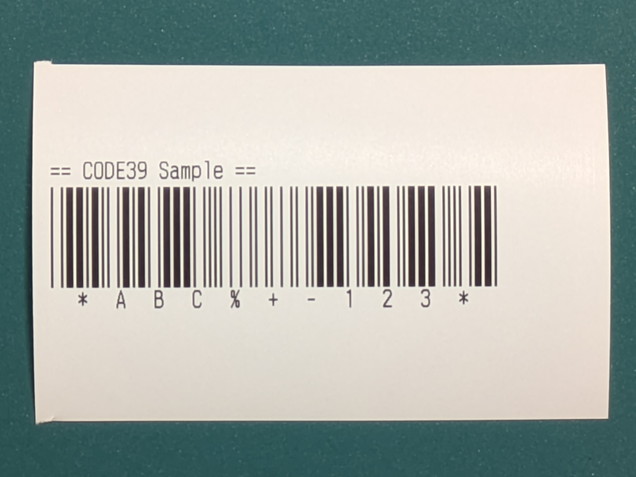 == CODE39 Sample ==
* A B C % + - 1 2 3 *